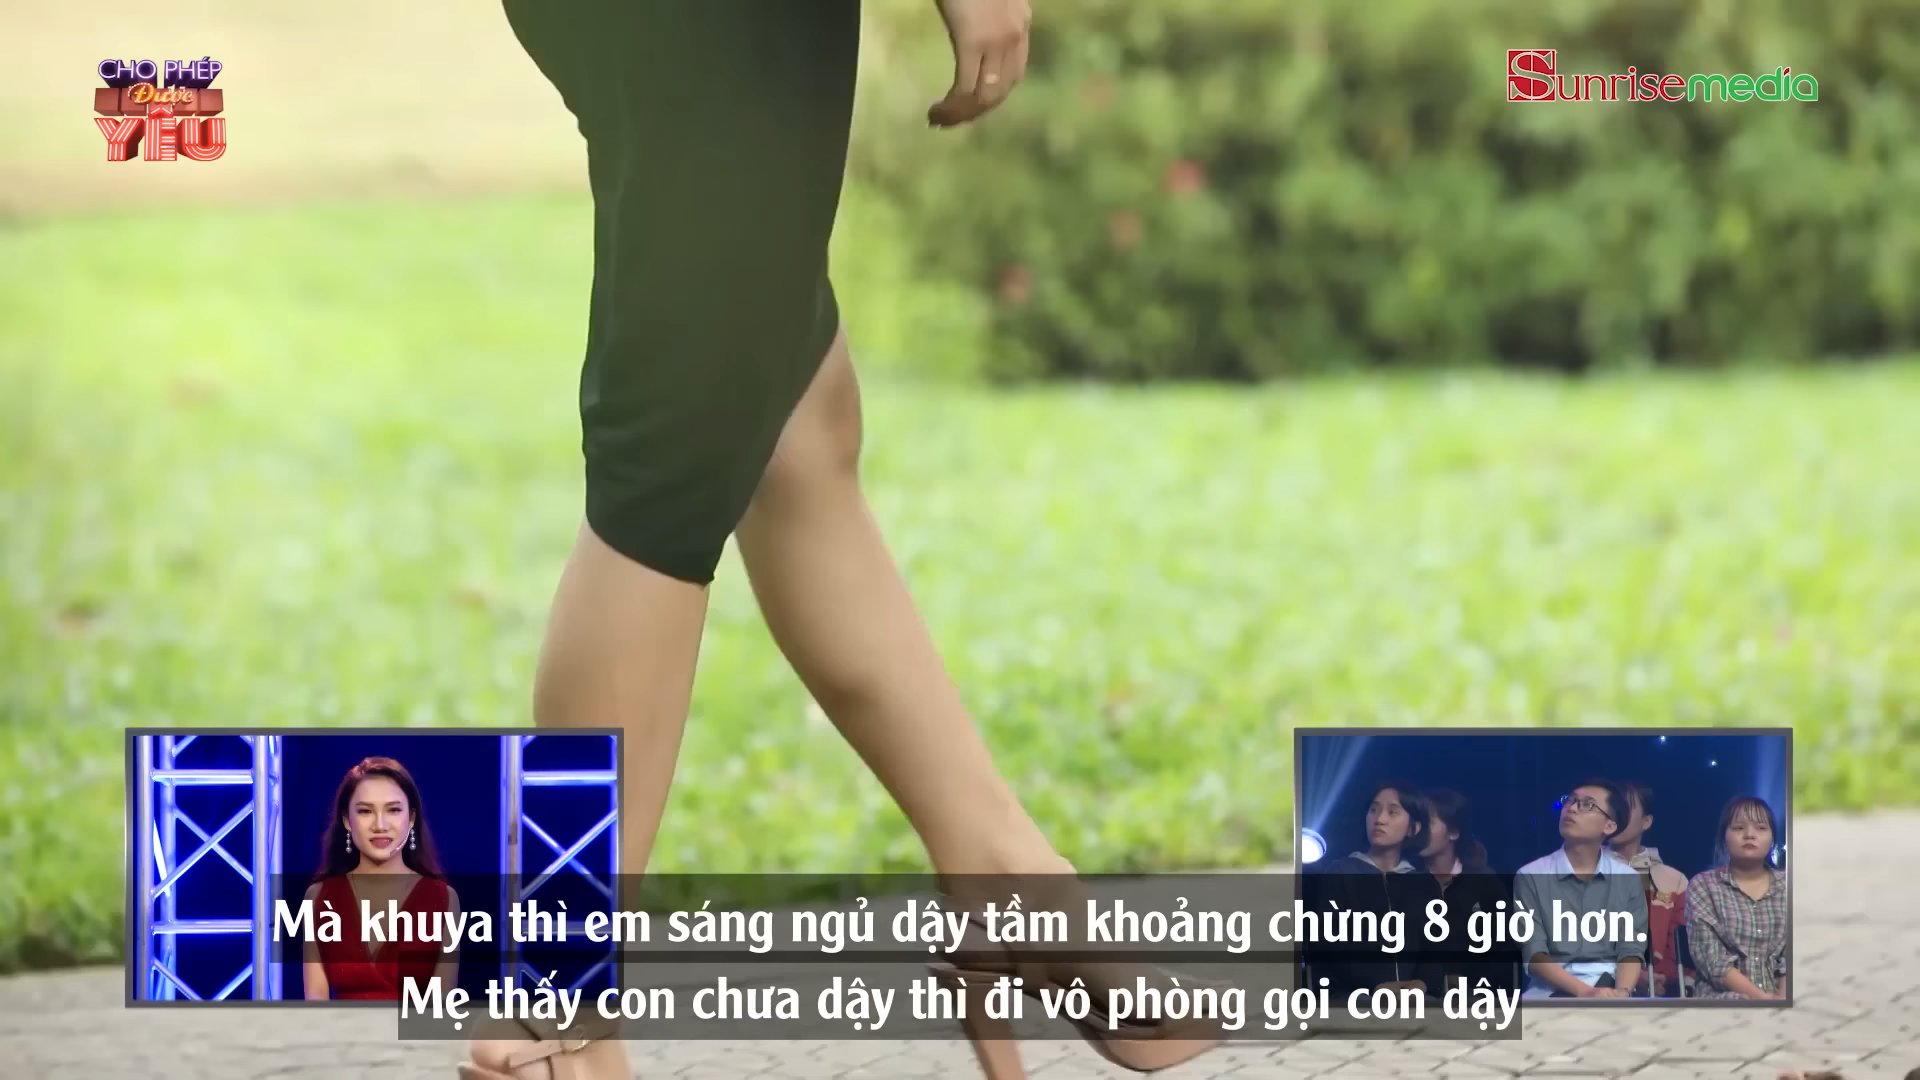 CHO PHÉP
Được
YÊU
Sunrisemedia
Mà khuya thì em sáng ngủ dậy tầm khoảng chừng 8 giờ hơn.
Mẹ thấy con chưa dậy thì đi vô phòng gọi con dậy